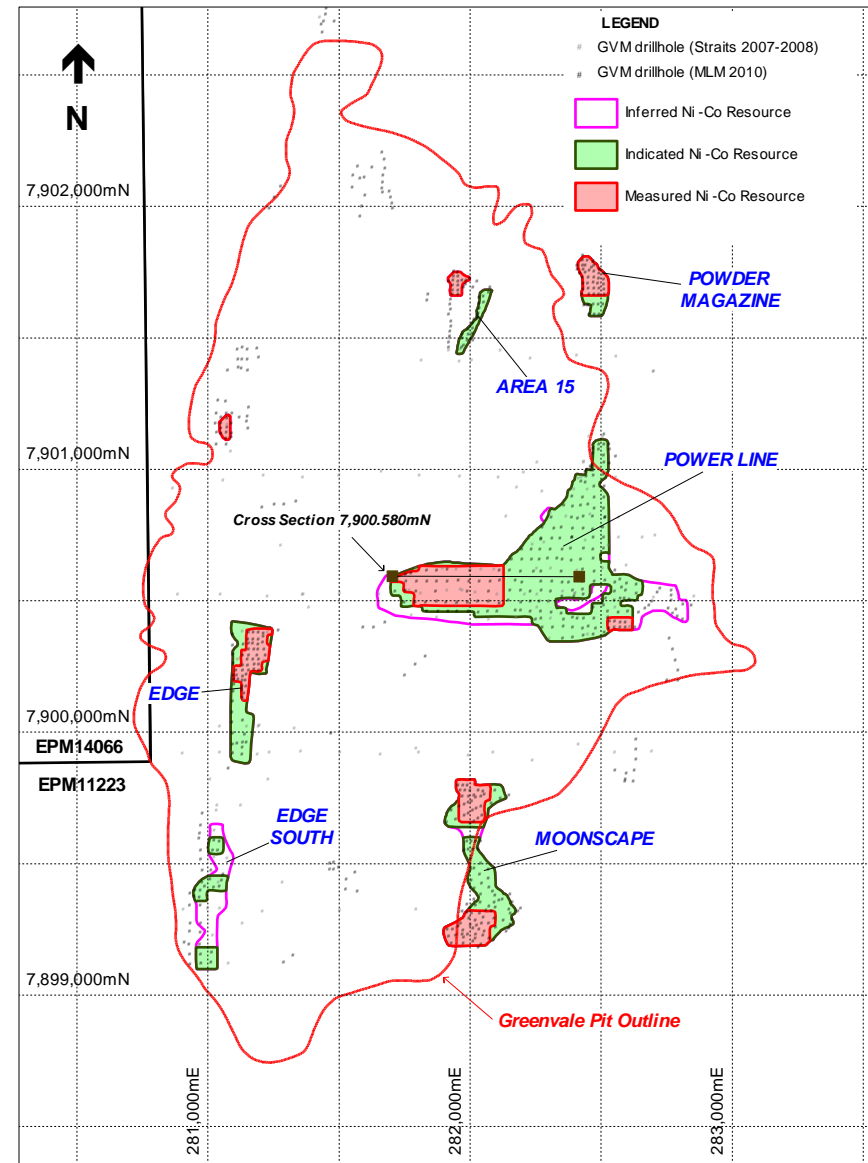 LEGEND
GVM drillhole (Straits 2007-2008)
GVM drillhole (MLM 2010)
Inferred Ni -Co Resource
Indicated Ni -Co Resource
Measured Ni -Co Resource
N
7,902,000mN
POWDER
MAGAZINE
AREA 15
7,901,000mN
POWER LINE
Cross Section 7,900.580mN
EDGE
7,900,000mN
EPM14066
EPM11223
EDGE
SOUTH
MOONSCAPE
7,899,000mN
Greenvale Pit Outline
281,000mE
282,000mE
283,000mE